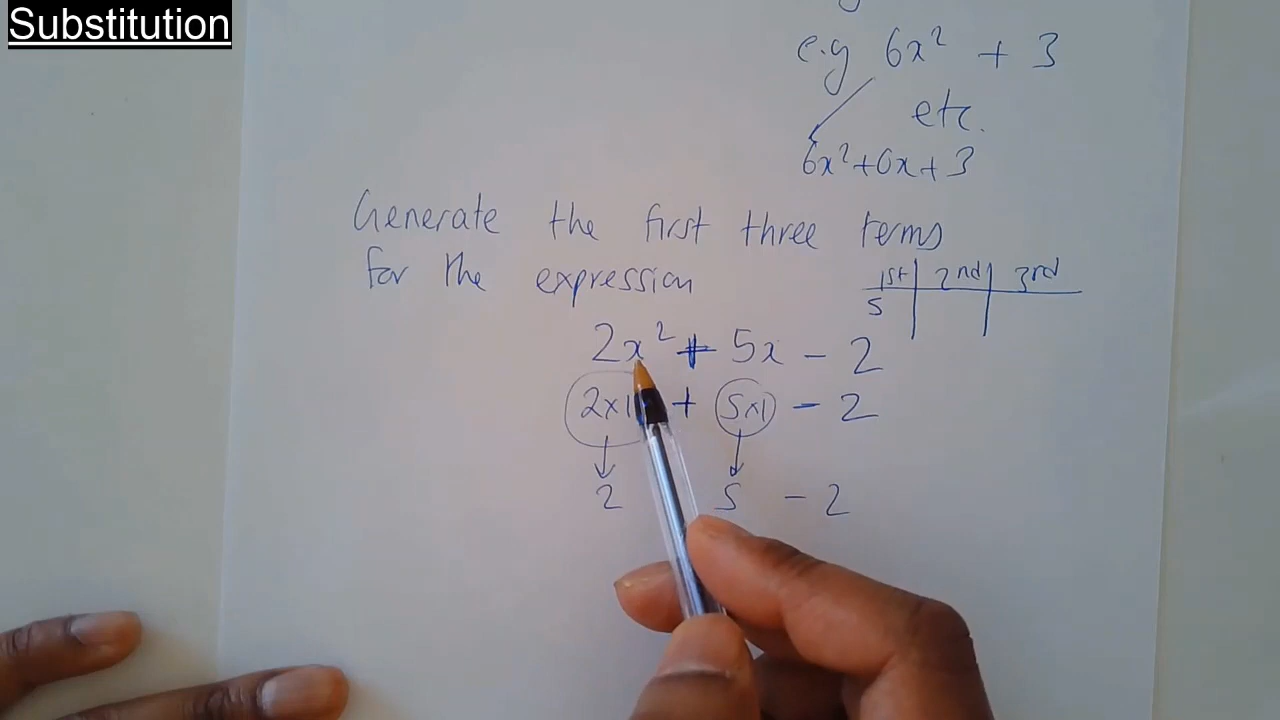 Substitution
e.g 6x² + 3
etc.
6x²+0x+3
Generate the first three terms
for the expression
1st 2nd 3rd
5
2x² + 5x - 2
2x1 + 5x1 - 2
2 5 - 2